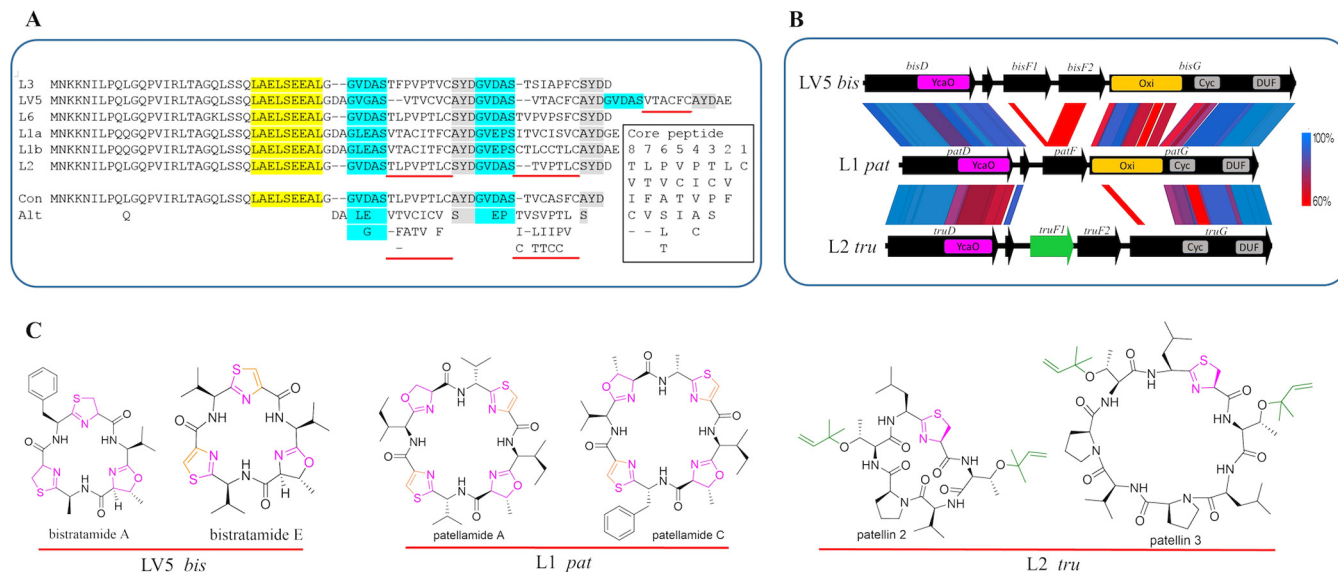 A
L3 MNKKNILPQLGQPVIRLTAGQLSSQLAELSEEALG--GVDASTFPVPTVCSYDGVDAS-TSIAPFCSYDD
LV5 MNKKNILPQLGQPVIRLTAGQLSSQLAELSEEALGDAGVGAS--VTVCVCAYDGVDAS--VTACFCAYDGVDASVTACFCAYDAE
L6 MNKKNILPQLGQPVIRLTAGQLSSQLAELSEEALG--GVDASTLPVPTLCSYDGVDAS-TVPVPSFCSYDD
L1a MNKKNILPQQGQPVIRLTAGQLSSQLAELSEEALGDAGLEASVTACITFCAYDGVEPSITVCISVCAYDGE
L1b MNKKNILPQQGQPVIRLTAGQLSSQLAELSEEALGDAGLEASVTACITFCAYDGVEPSCTLCCTLCAYDAE
L2 MNKKNILPQLGQPVIRLTAGQLSSQLAELSEEALG--GVDASTLPVPTLCSYDGVDAS--TVPTLCSYDD
Con MNKKNILPQLGQPVIRLTAGQLSSQLAELSEEALG--GVDASTLPVPTLCAYDGVDAS-TVCASFCAYDD
Alt Q DA LE VTVCICV S EP TVSVPTL S
G -FATV F I-LIIPV
- C TTCC
Core peptide
8 7 6 5 4 3 2 1
T L P V P T L C
V T V C I C V
I F A T V P F
C V S I A S
- - L C
T
B
LV5 bis
bisD
bisF1
bisF2
bisG
YcaO
Oxi
Cyc
DUF
L1 pat
patD
patF
patG
YcaO
Oxi
Cyc
DUF
100%
60%
L2 tru
truD
truF1
truF2
truG
YcaO
Cyc
DUF
C
bistratamide A
bistratamide E
patellamide A
patellamide C
patellin 2
patellin 3
LV5 bis
L1 pat
L2 tru